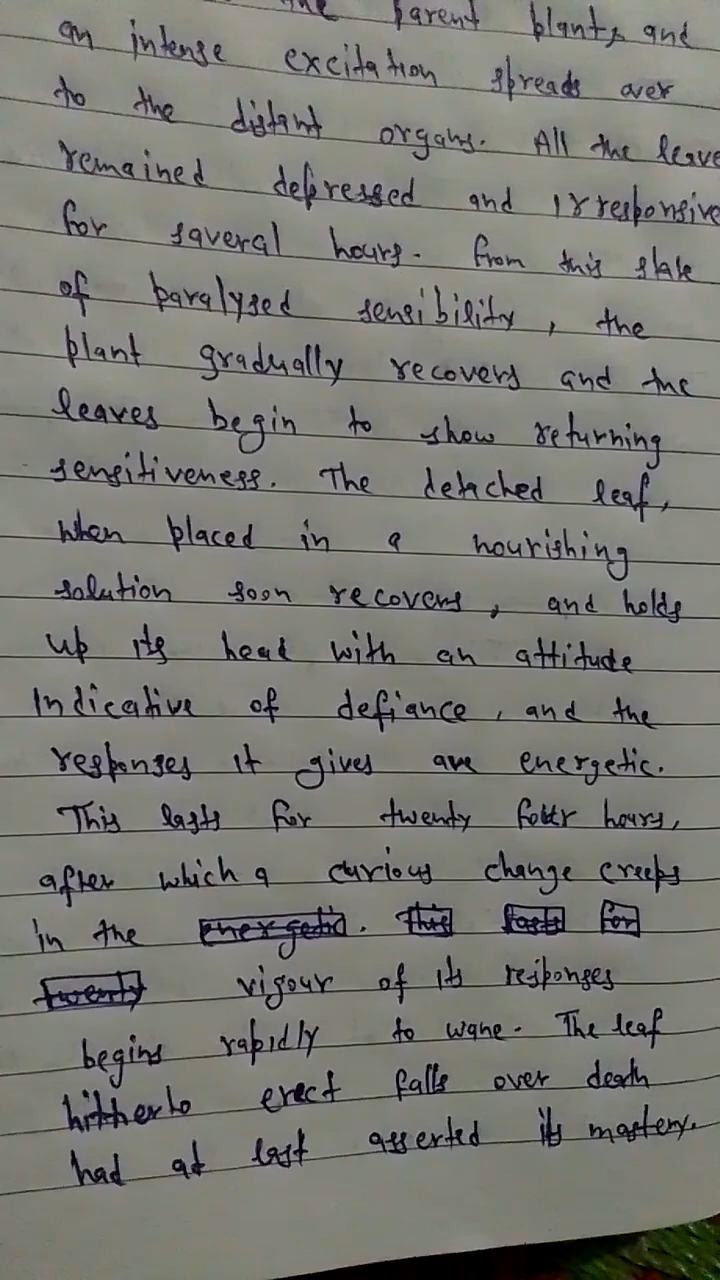 the parent plant, and
an intense excitation spreads over
to the distant organs. All the leave
remained depressed and irresponsive
for saveral hours. From this state
of paralysed sensibility, the
plant gradually recovers and the
leaves begin to show returning
sensitiveness. The detached leaf,
when placed in a nourishing
solution soon recovers, and holds
up its head with an attitude
Indicative of defiance, and the
responses it gives are energetic.
This lasts for twenty four hours,
after which a curious change creeps
in the energetic. This lasts for
twenty vigour of its responses
begins rapidly to wane. The leaf
hitherto erect falls over death
had at last asserted its mastery.